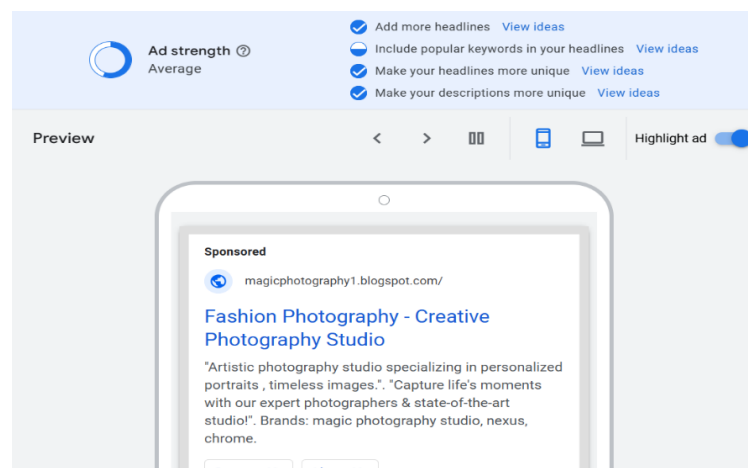 Add more headlines View ideas
Ad strength
Include popular keywords in your headlines View ideas
Average
Make your headlines more unique View ideas
Make your descriptions more unique View ideas
Preview
Highlight ad
Sponsored
magicphotography1.blogspot.com/
Fashion Photography - Creative
Photography Studio
"Artistic photography studio specializing in personalized
portraits , timeless images.". "Capture life's moments
with our expert photographers & state-of-the-art
studio!". Brands: magic photography studio, nexus,
chrome.